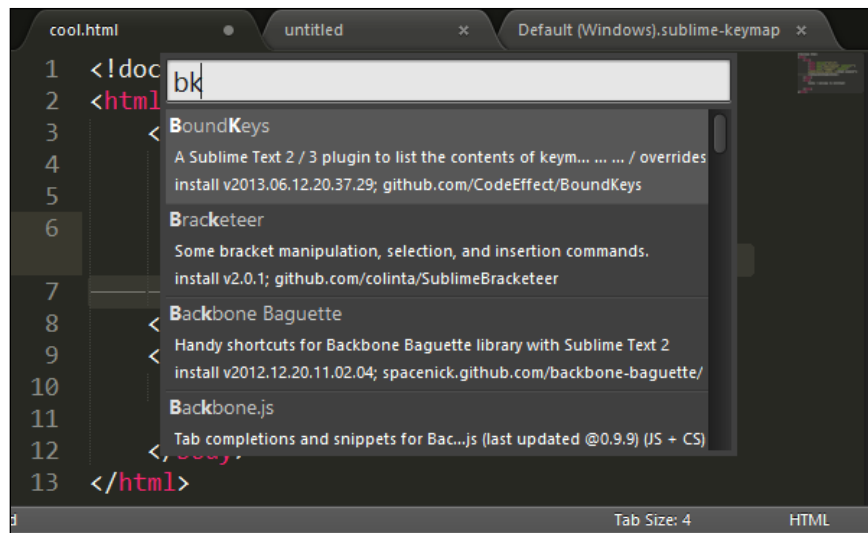 cool.html untitled × Default (Windows).sublime-keymap ×
bk
1 <!doc
2 <html
3 <
4
5
6
7
8 <
9 <
10
11
12 </
13 </html>
BoundKeys
A Sublime Text 2 / 3 plugin to list the contents of keym... ... ... / overrides
install v2013.06.12.20.37.29; github.com/CodeEffect/BoundKeys
Bracketeer
Some bracket manipulation, selection, and insertion commands.
install v2.0.1; github.com/colinta/SublimeBracketeer
Backbone Baguette
Handy shortcuts for Backbone Baguette library with Sublime Text 2
install v2012.12.20.11.02.04; spacenick.github.com/backbone-baguette/
Backbone.js
Tab completions and snippets for Bac...js (last updated @0.9.9) (JS + CS)
Tab Size: 4 HTML